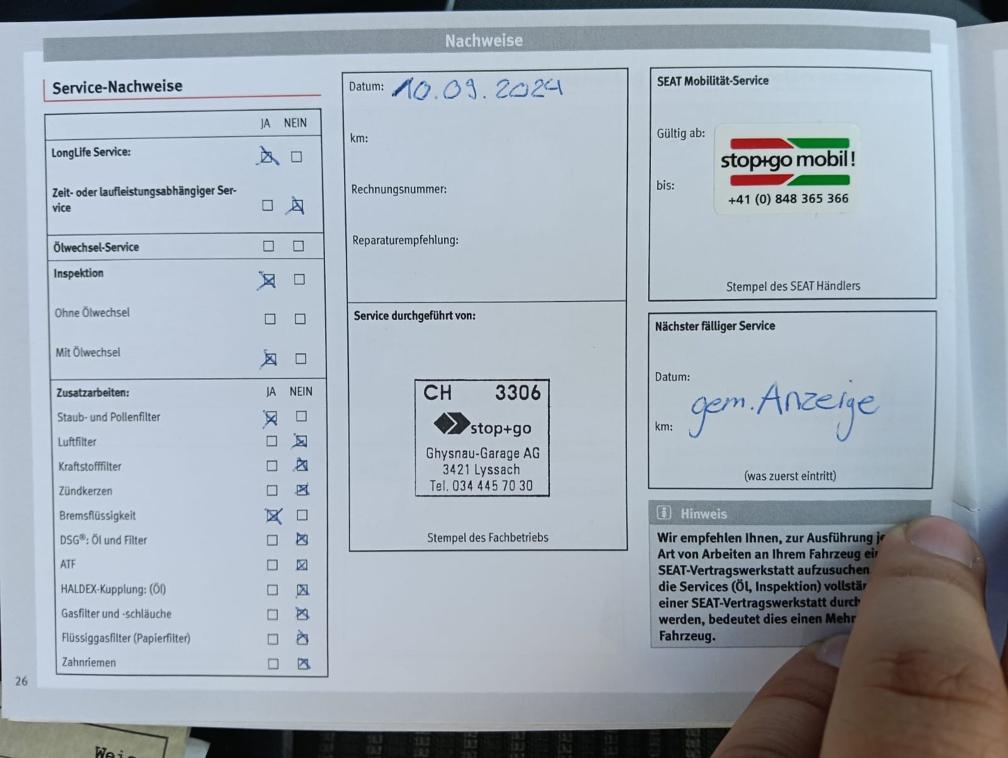 Nachweise
Service-Nachweise
JA NEIN
LongLife Service:
Zeit- oder laufleistungsabhängiger Ser-
vice
Ölwechsel-Service
Inspektion
Ohne Ölwechsel
Mit Ölwechsel
Zusatzarbeiten: JA NEIN
Staub- und Pollenfilter
Luftfilter
Kraftstofffilter
Zündkerzen
Bremsflüssigkeit
DSG®: Öl und Filter
ATF
HALDEX-Kupplung: (Öl)
Gasfilter und -schläuche
Flüssiggasfilter (Papierfilter)
Zahnriemen
26
Datum: 10.09.2024
km:
Rechnungsnummer:
Reparaturempfehlung:
Service durchgeführt von:
CH 3306
stop+go
Ghysnau-Garage AG
3421 Lyssach
Tel. 034 445 70 30
Stempel des Fachbetriebs
SEAT Mobilität-Service
Gültig ab:
stop+go mobil!
bis:
+41 (0) 848 365 366
Stempel des SEAT Händlers
Nächster fälliger Service
Datum:
gem. Anzeige
km:
(was zuerst eintritt)
Hinweis
Wir empfehlen Ihnen, zur Ausführung
Art von Arbeiten an Ihrem Fahrzeug
SEAT-Vertragswerkstatt aufzusuchen
die Services (Öl, Inspektion)
einer SEAT-Vertragswerkstatt
werden, bedeutet dies einen
Fahrzeug.